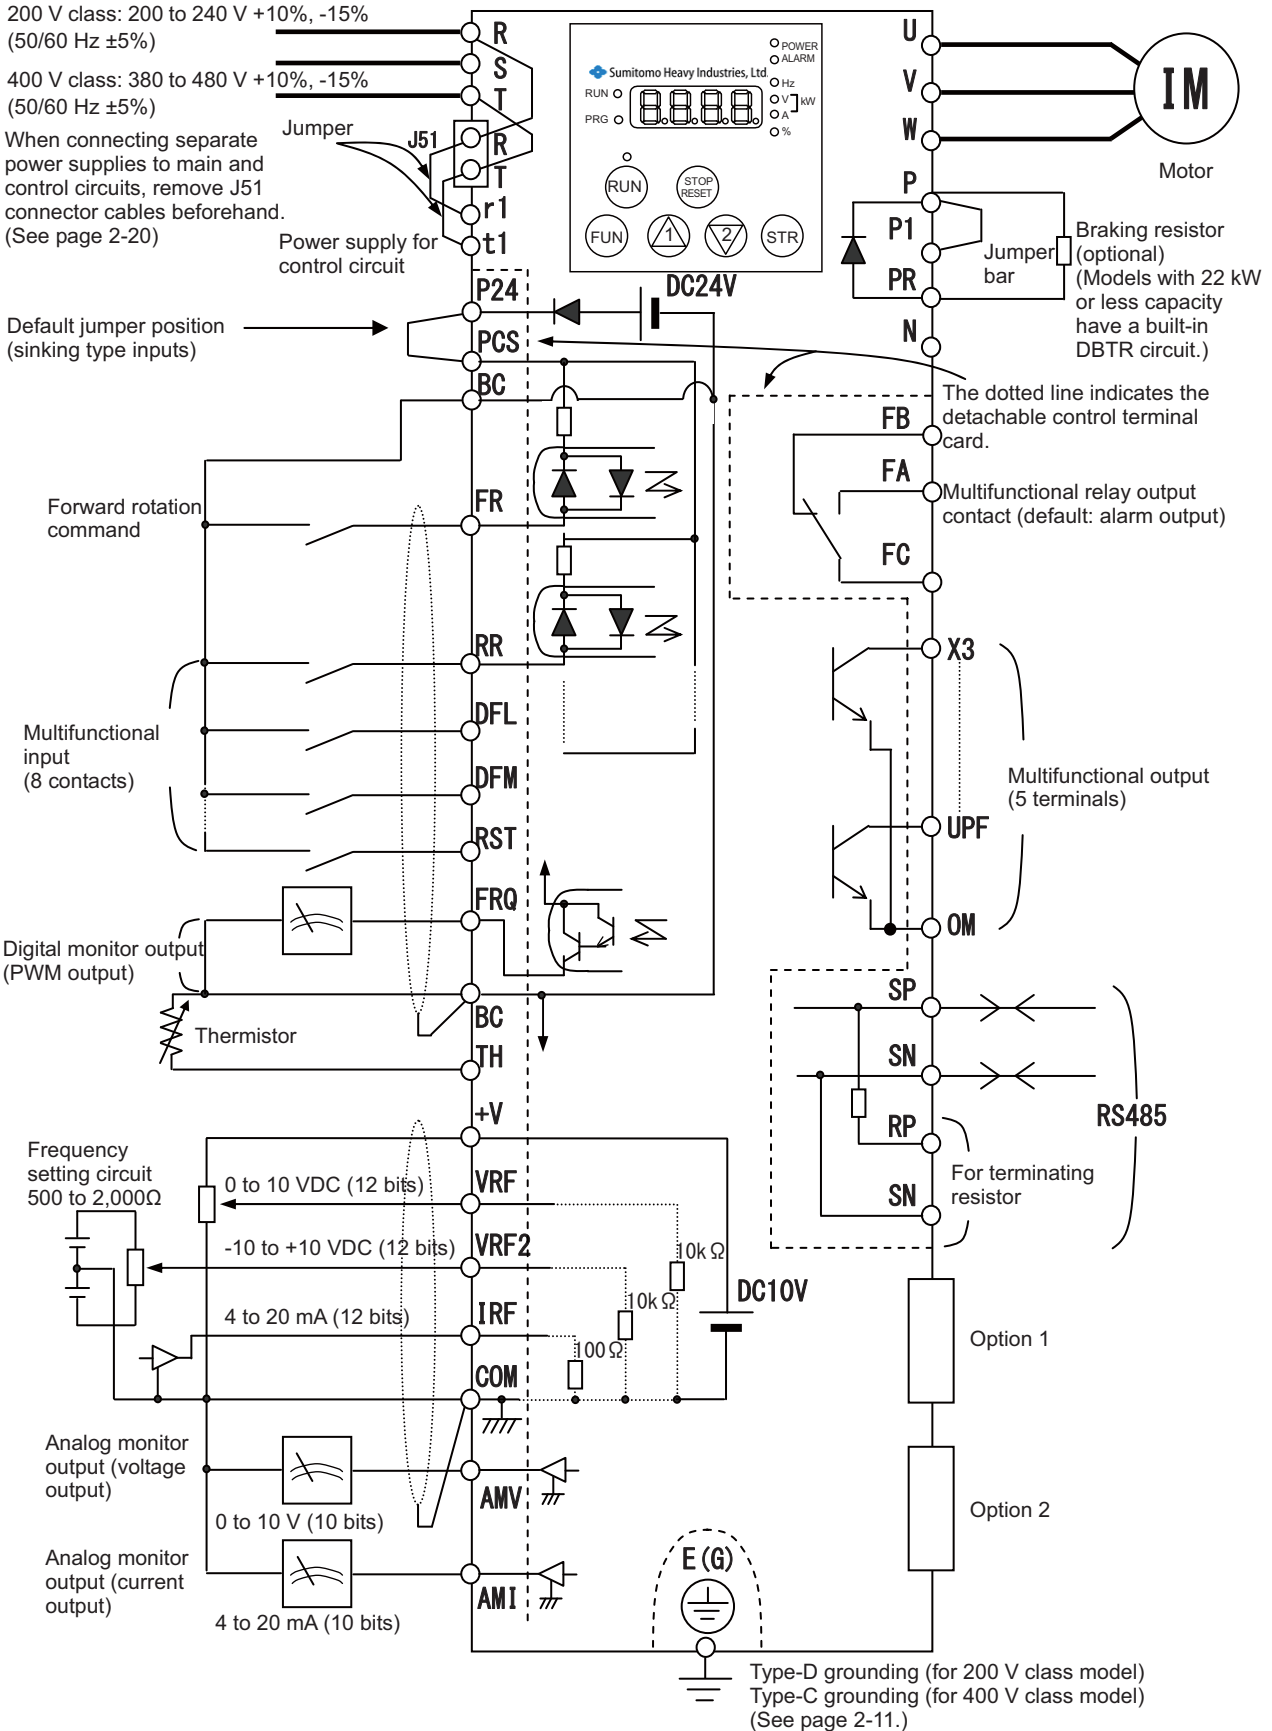 200 V class: 200 to 240 V +10%, -15%
(50/60 Hz ±5%)
400 V class: 380 to 480 V +10%, -15%
(50/60 Hz ±5%)
When connecting separate
power supplies to main and
control circuits, remove J51
connector cables beforehand.
(See page 2-20)
Jumper
J51
R
S
T
R
T
r1
t1
Power supply for
control circuit
Sumitomo Heavy Industries, Ltd.
POWER
ALARM
RUN
PRG
8.8.8.8
Hz
V
A
kW
%
RUN
STOP
RESET
FUN
1
2
STR
U
V
W
IM
Motor
P
P1
PR
N
Jumper
bar
Braking resistor
(optional)
(Models with 22 kW
or less capacity
have a built-in
DBTR circuit.)
P24
DC24V
Default jumper position
(sinking type inputs)
PCS
BC
The dotted line indicates the
detachable control terminal
card.
FB
FA
FC
Multifunctional relay output
contact (default: alarm output)
Forward rotation
command
FR
RR
Multifunctional
input
(8 contacts)
DFL
DFM
RST
X3
UPF
OM
Multifunctional output
(5 terminals)
FRQ
Digital monitor output
(PWM output)
BC
Thermistor
TH
SP
SN
RP
SN
RS485
For terminating
resistor
+V
Frequency
setting circuit
500 to 2,000Ω
0 to 10 VDC (12 bits)
VRF
-10 to +10 VDC (12 bits)
VRF2
4 to 20 mA (12 bits)
IRF
10kΩ
10kΩ
100Ω
DC10V
COM
Option 1
Option 2
Analog monitor
output (voltage
output)
0 to 10 V (10 bits)
AMV
Analog monitor
output (current
output)
4 to 20 mA (10 bits)
AMI
E(G)
Type-D grounding (for 200 V class model)
Type-C grounding (for 400 V class model)
(See page 2-11.)